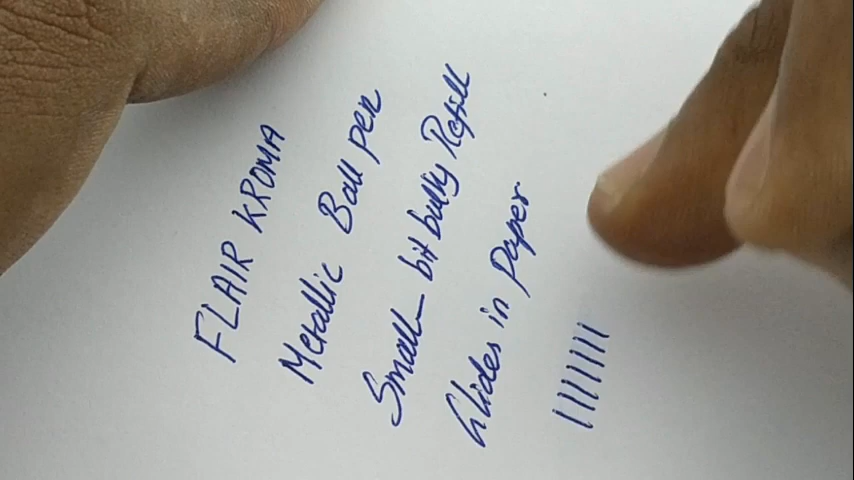 FLAIR KROMA
Metallic Ball pen
Small bit bulky Refill
Glides in paper